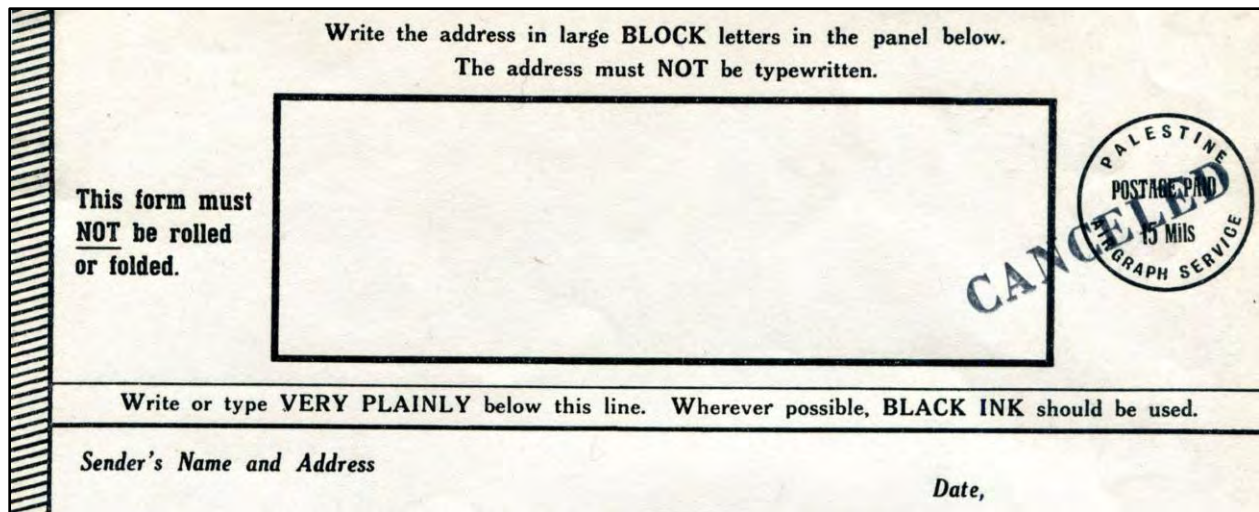 Write the address in large BLOCK letters in the panel below.
The address must NOT be typewritten.
This form must
NOT be rolled
or folded.
PALESTINE
POSTAGE PAID
15 Mils
AIRGRAPH SERVICE
CANCELED
Write or type VERY PLAINLY below this line. Wherever possible, BLACK INK should be used.
Sender's Name and Address
Date,